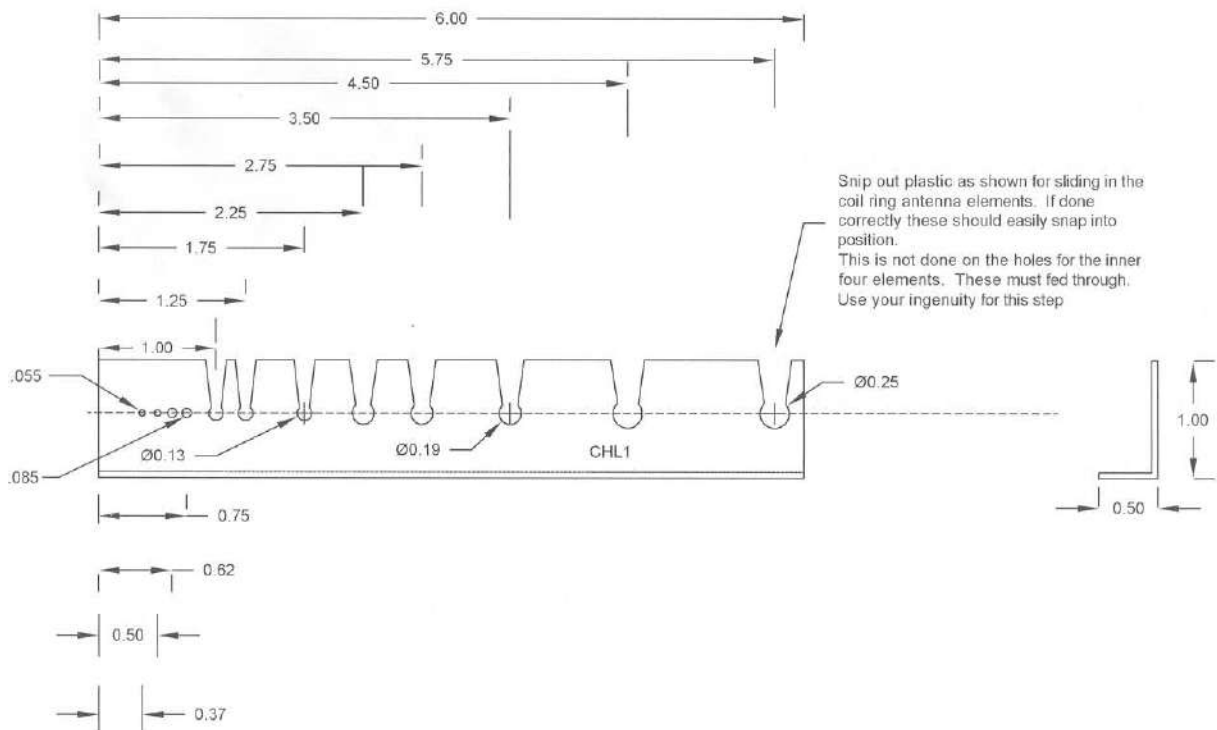 6.00
5.75
4.50
3.50
2.75
2.25
1.75
1.25
1.00
Snip out plastic as shown for sliding in the
coil ring antenna elements. If done
correctly these should easily snap into
position.
This is not done on the holes for the inner
four elements. These must fed through.
Use your ingenuity for this step
.055
Ø0.25
1.00
Ø0.13
Ø0.19
CHL1
.085
0.75
0.50
0.62
0.50
0.37